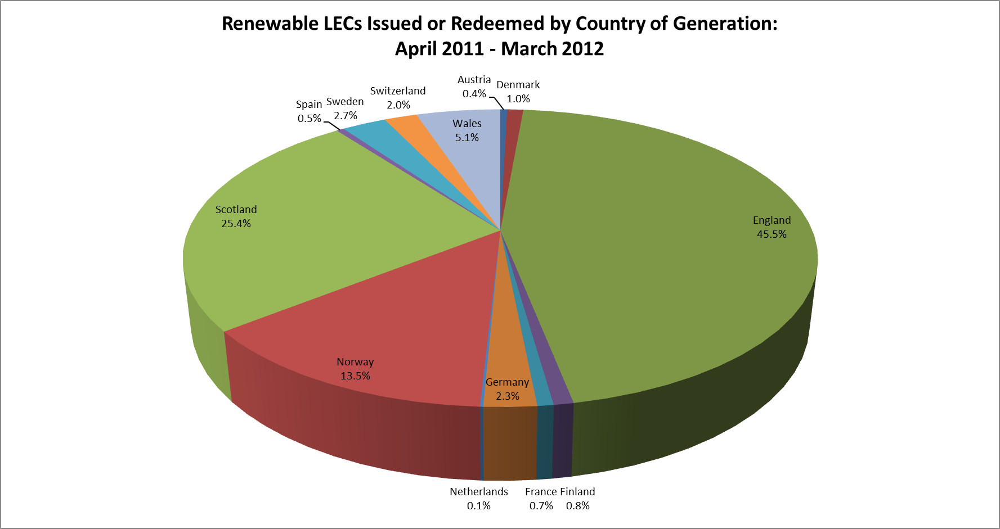 Renewable LECs Issued or Redeemed by Country of Generation:
April 2011 - March 2012
Austria
0.4%
Denmark
1.0%
Switzerland
2.0%
Sweden
2.7%
Spain
0.5%
Wales
5.1%
Scotland
25.4%
England
45.5%
Norway
13.5%
Germany
2.3%
Netherlands
0.1%
France
0.7%
Finland
0.8%